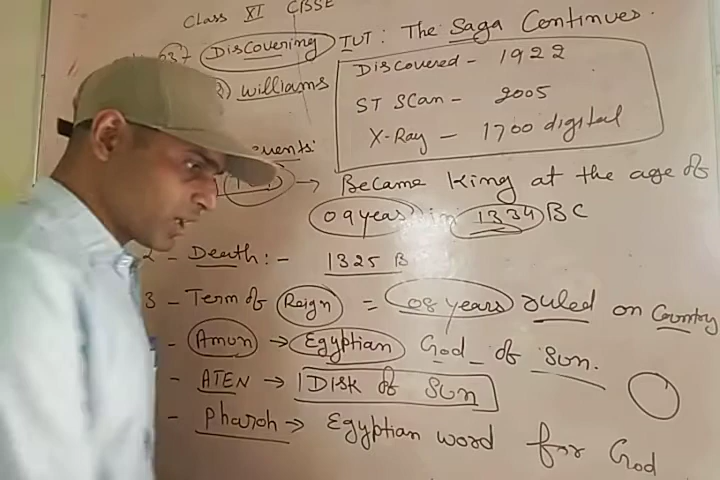 Class XI CBSE
Discovering IUT: The Saga Continues.
williams
Discovered - 1922
ST SCan - 2005
X-Ray - 1700 digital
→ Became King at the age of
09 years in 1334 BC
2 - Death:- 1325 B
3 - Term of Reign = 08 years ruled on Country
- Amun → Egyptian God of Sun.
- ATEN → DISK of SUN
- Pharoh → Egyptian word for God